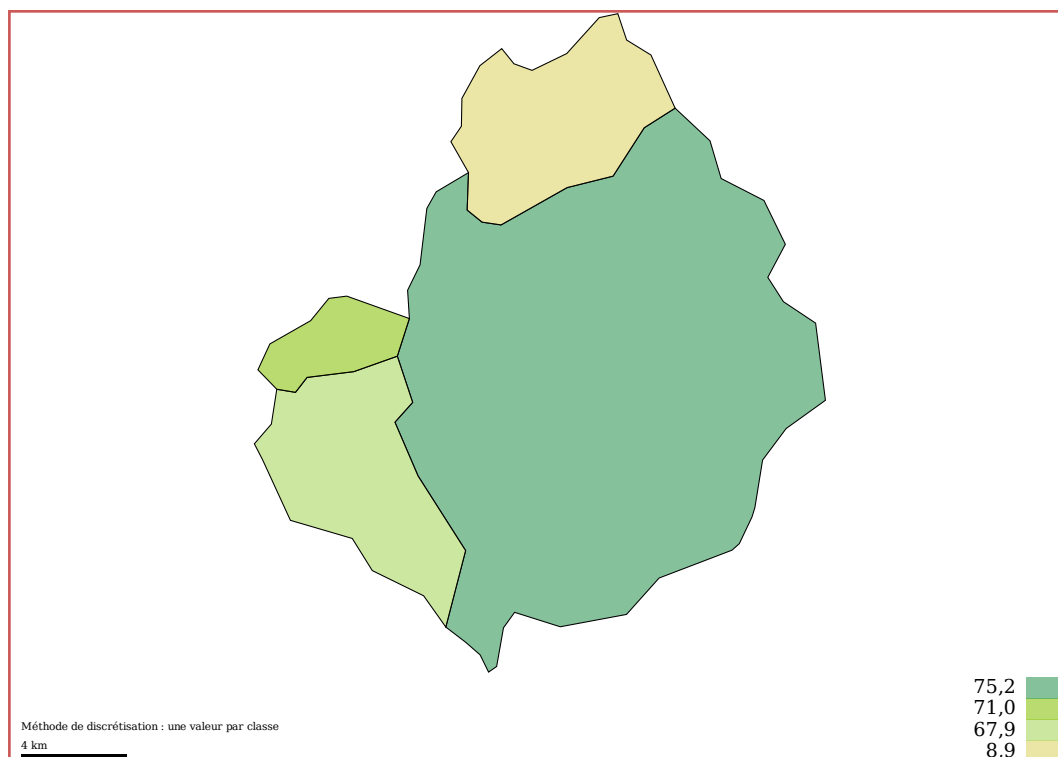 75,2
71,0
67,9
8,9
Méthode de discrétisation : une valeur par classe
4 km